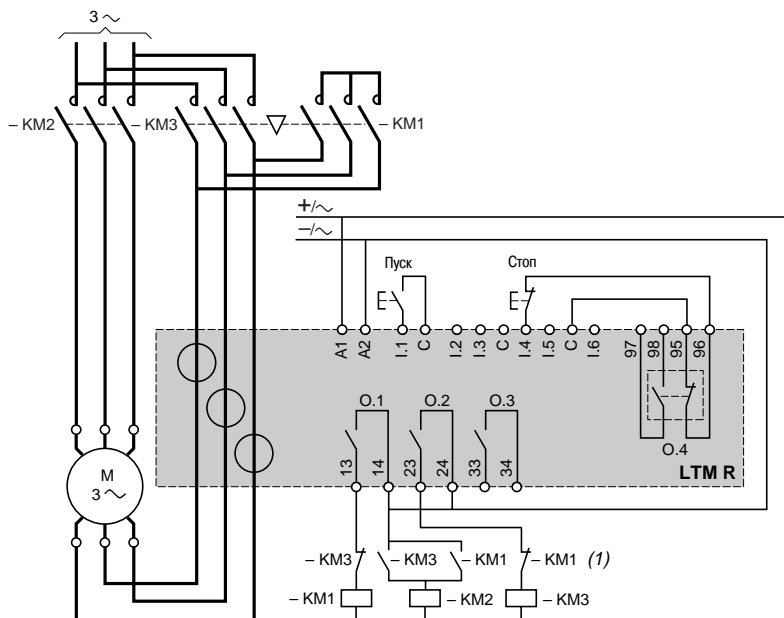 3 ∼
– KM2
– KM3
– KM1
+/∼
–/∼
Пуск
Стоп
A1
A2
I.1
C
I.2
I.3
C
I.4
I.5
C
I.6
97
98
95
96
O.1
O.2
O.3
O.4
13
14
23
24
33
34
LTM R
M
3 ∼
– KM3
– KM3
– KM1
– KM1 (1)
– KM1
– KM2
– KM3